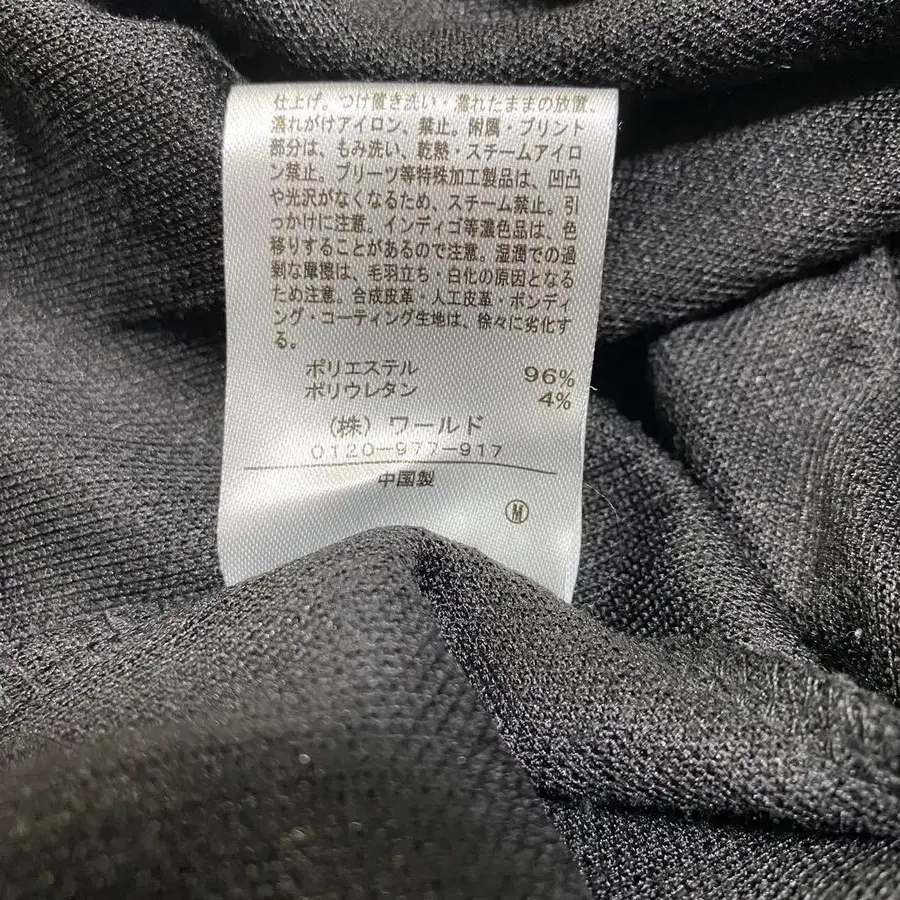 仕上げ。つけ置き洗い・濡れたままの放置、
濡れがけアイロン、禁止。附属・プリント
部分は、もみ洗い、乾熱・スチームアイロ
ン禁止。プリーツ等特殊加工製品は、凹凸
や光沢がなくなるため、スチーム禁止。引
っかけに注意。インディゴ等濃色品は、色
移りすることがあるので注意。湿潤での過
剰な摩擦は、毛羽立ち・白化の原因となる
ため注意。合成皮革・人工皮革・ボンディ
ング・コーティング生地は、徐々に劣化す
る。
ポリエステル 96%
ポリウレタン 4%
(株)ワールド
0120-977-917
中国製
M